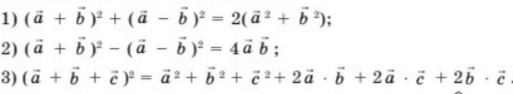 1) (a⃗ + b⃗)² + (a⃗ − b⃗)² = 2(a⃗² + b⃗²);
2) (a⃗ + b⃗)² − (a⃗ − b⃗)² = 4a⃗ b⃗;
3) (a⃗ + b⃗ + c⃗)² = a⃗² + b⃗² + c⃗² + 2a⃗ · b⃗ + 2a⃗ · c⃗ + 2b⃗ · c⃗.